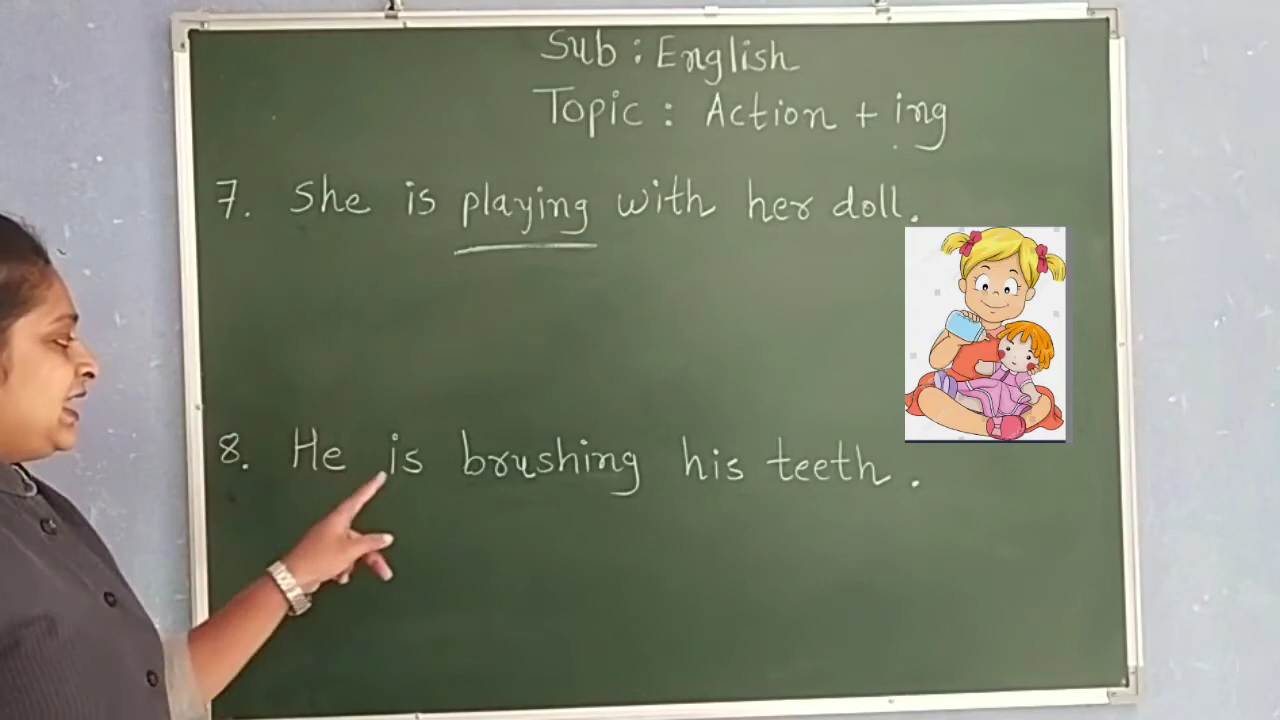 Sub : English
Topic : Action + ing
7. She is playing with her doll.
8. He is brushing his teeth.